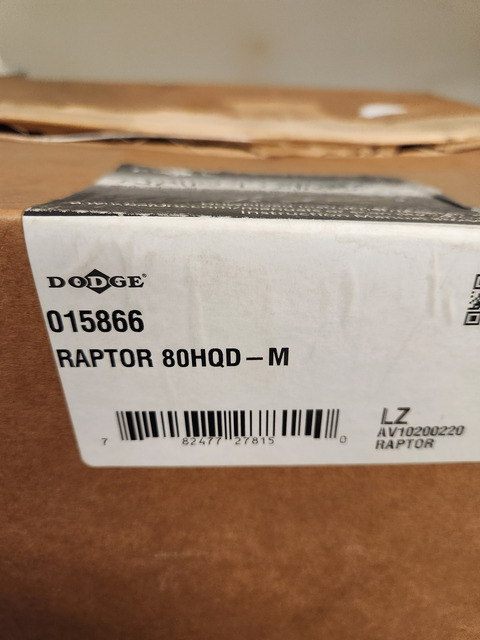 DODGE®
015866
RAPTOR 80HQD – M
7 82477 27815 0
LZ
AV10200220
RAPTOR